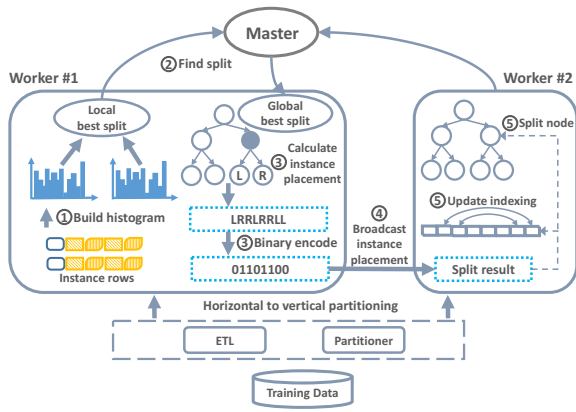 Master
Worker #1
② Find split
Worker #2
Local
best split
Global
best split
③ Calculate
instance
placement
L R
⑤ Split node
① Build histogram
LRRLRRLL
③ Binary encode
01101100
Instance rows
④
Broadcast
instance
placement
⑤ Update indexing
Split result
Horizontal to vertical partitioning
ETL
Partitioner
Training Data